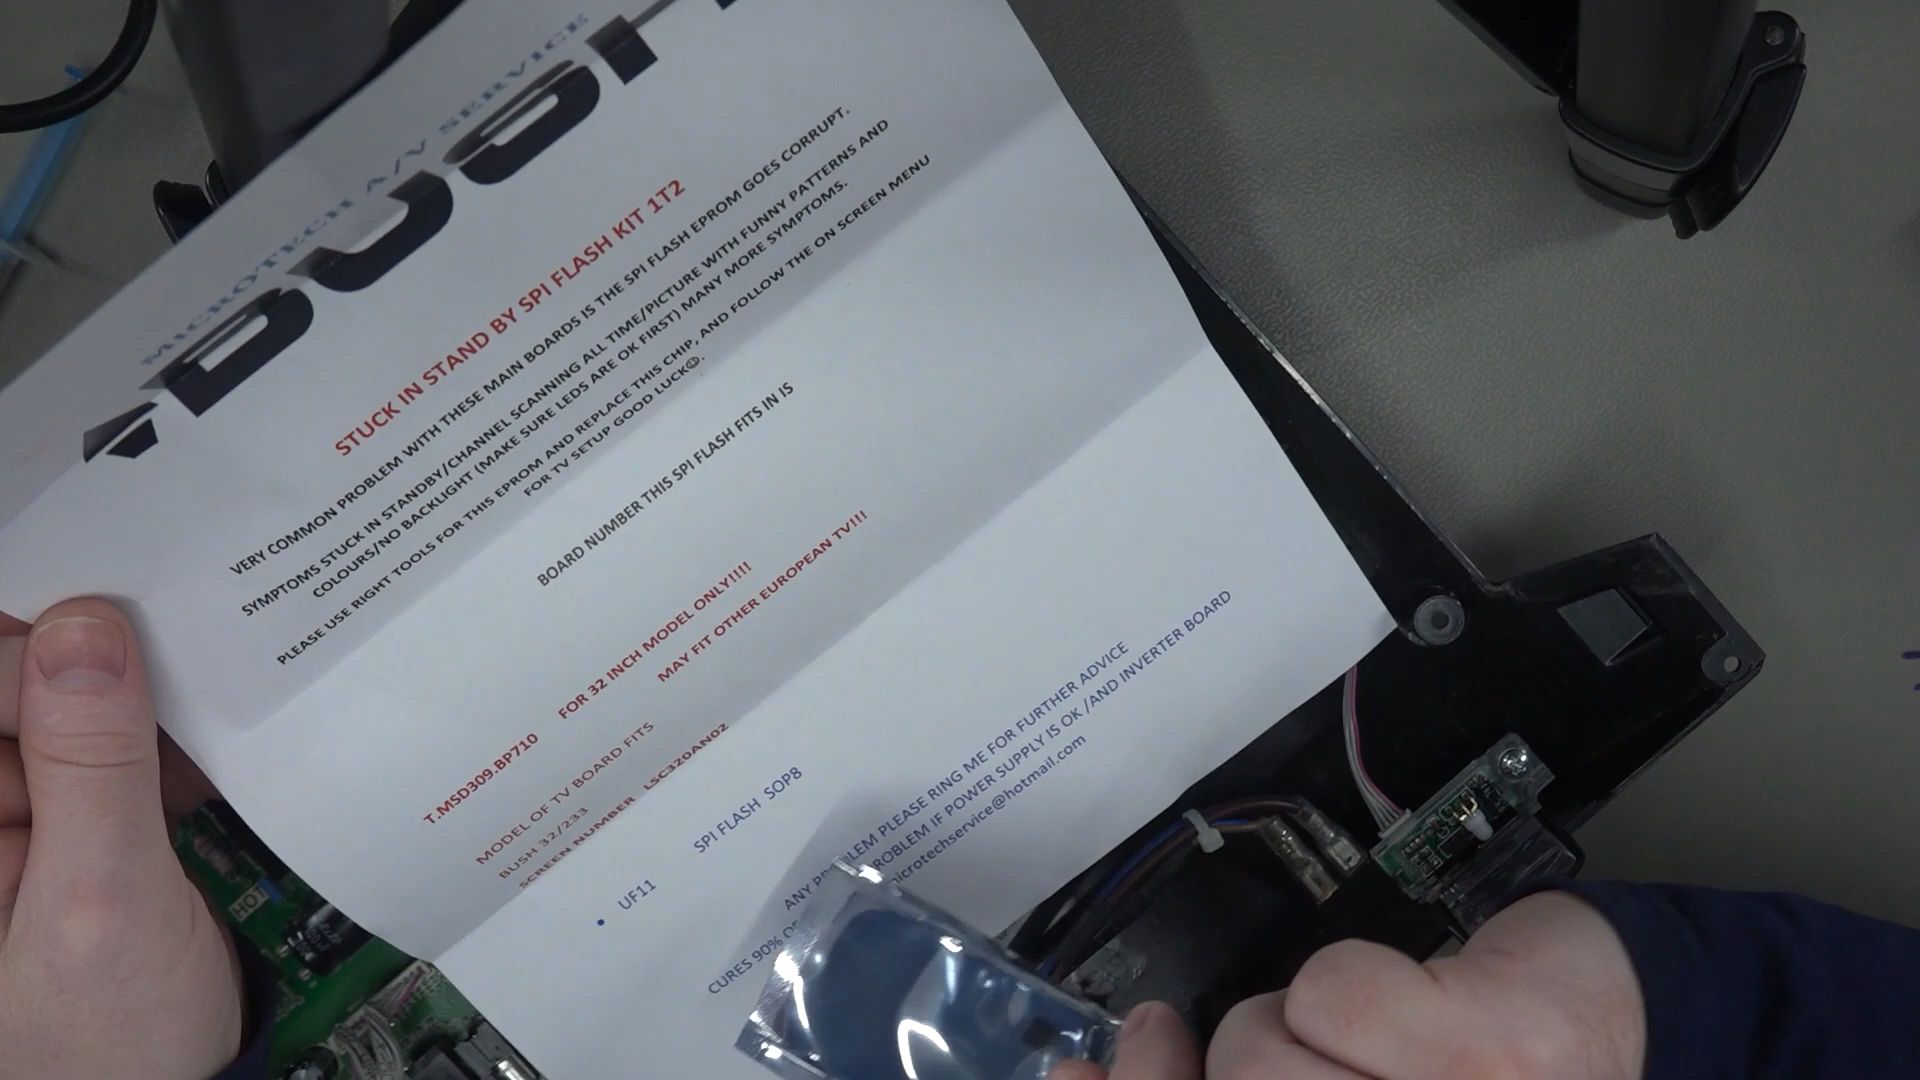 MICROTECH A/V SERVICE
BUSH
STUCK IN STAND BY SPI FLASH KIT 1T2
VERY COMMON PROBLEM WITH THESE MAIN BOARDS IS THE SPI FLASH EPROM GOES CORRUPT.
SYMPTOMS STUCK IN STANDBY/CHANNEL SCANNING ALL TIME/PICTURE WITH FUNNY PATTERNS AND
COLOURS/NO BACKLIGHT (MAKE SURE LEDS ARE OK FIRST) MANY MORE SYMPTOMS.
PLEASE USE RIGHT TOOLS FOR THIS EPROM AND REPLACE THIS CHIP, AND FOLLOW THE ON SCREEN MENU
FOR TV SETUP GOOD LUCK☺.
BOARD NUMBER THIS SPI FLASH FITS IN IS
T.MSD309.BP710 FOR 32 INCH MODEL ONLY!!!!
MAY FIT OTHER EUROPEAN TV!!!
MODEL OF TV BOARD FITS
BUSH 32/233
SCREEN NUMBER LSC320AN02
• UF11 SPI FLASH SOP8
ANY PLEASE RING ME FOR FURTHER ADVICE
CURES 90% IF POWER SUPPLY IS OK /AND INVERTER BOARD
microtechservice@hotmail.com
HOT